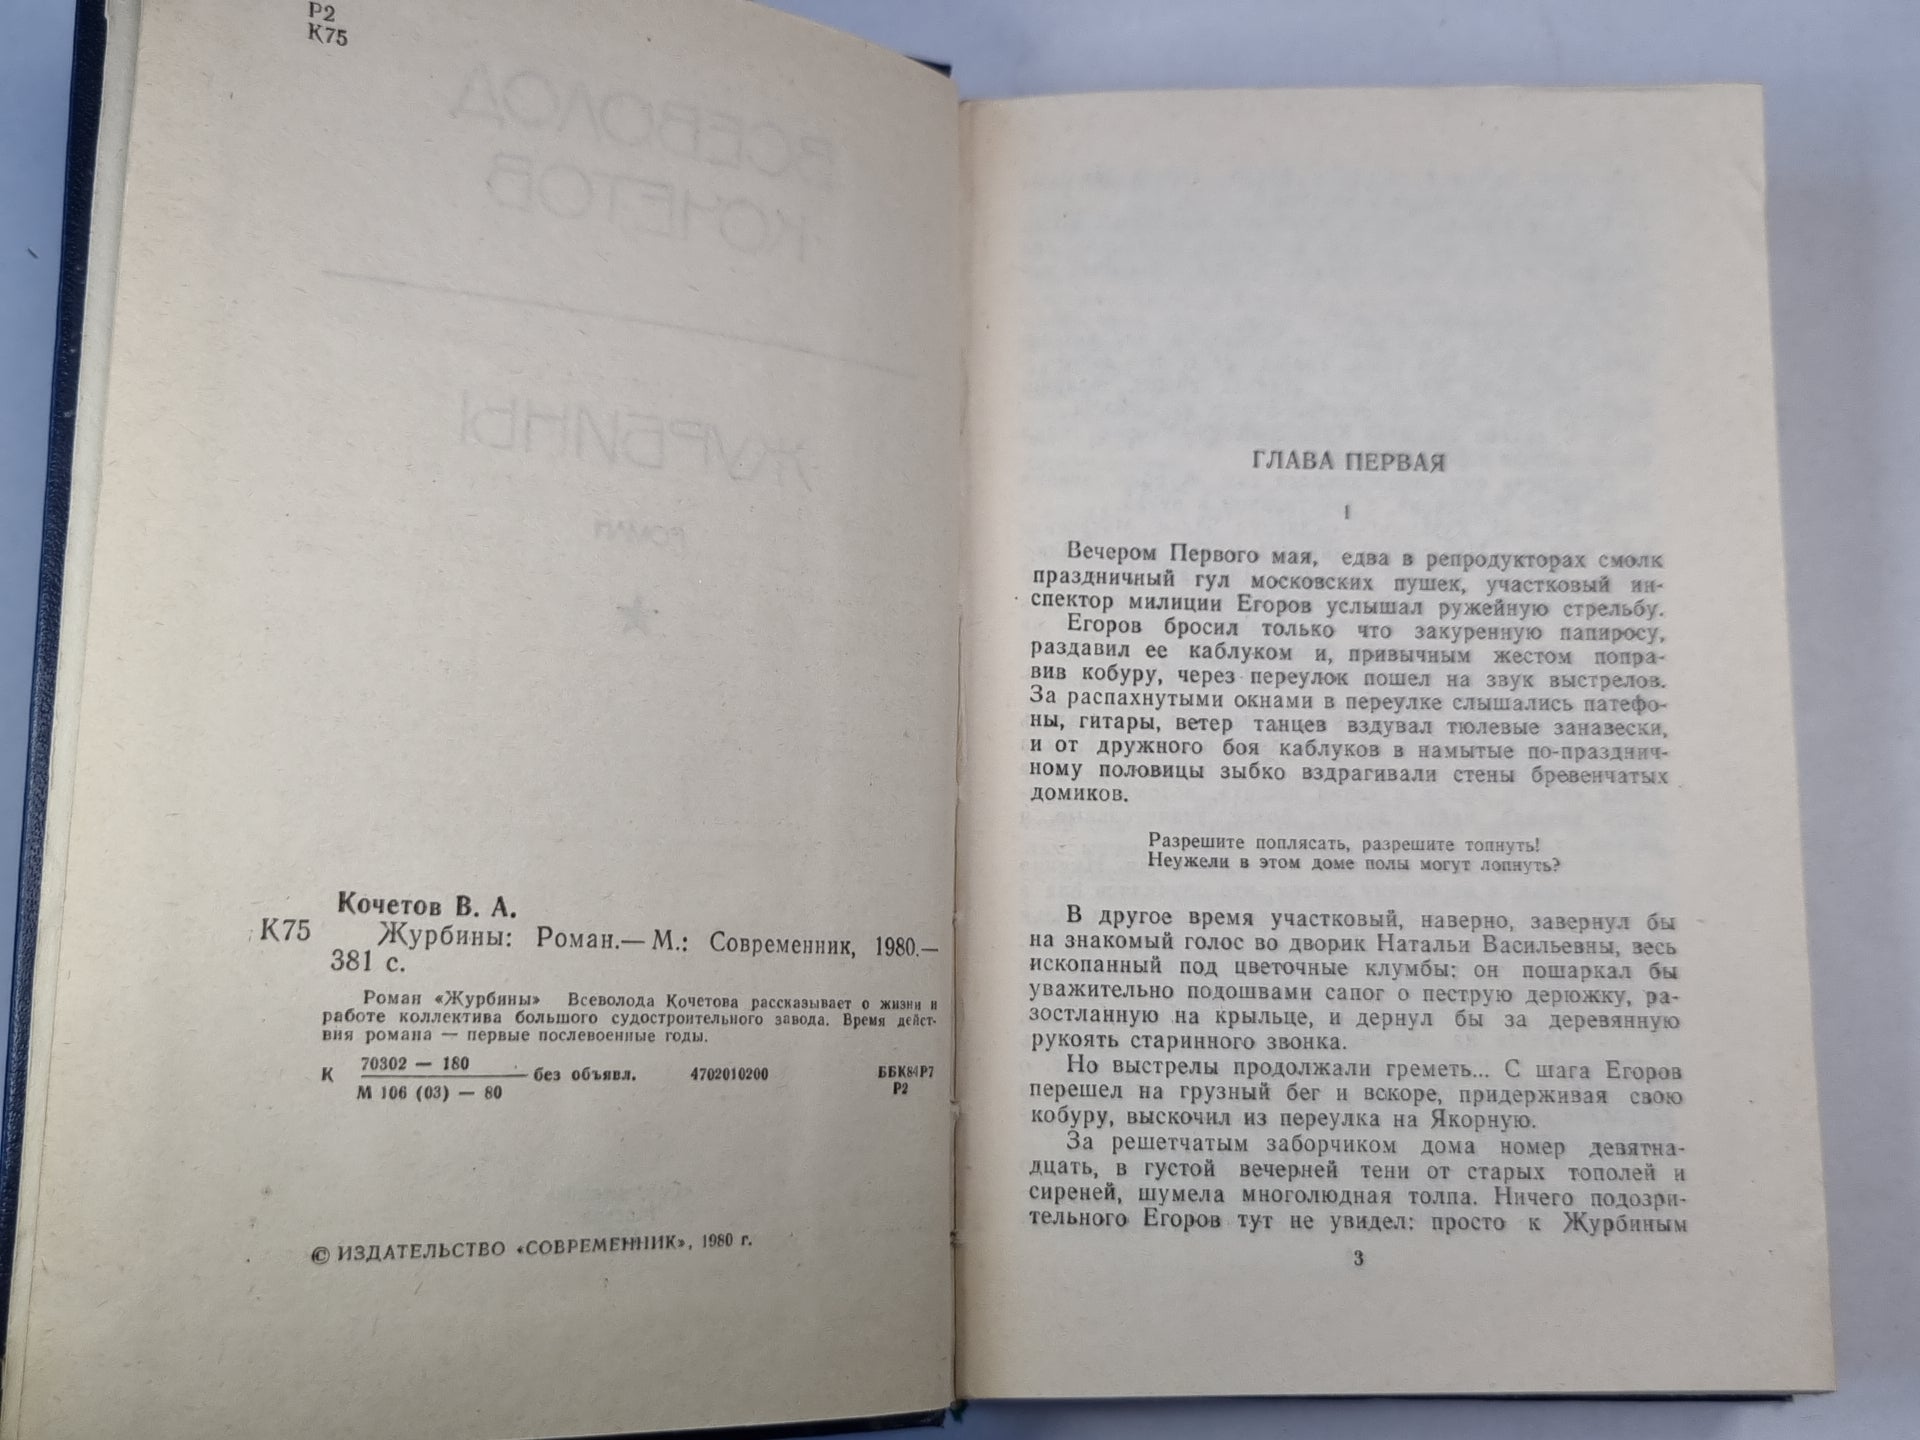 Р2
К75
ВСЕВОЛОД
КОЧЕТОВ
ЖУРБИНЫ
РОМАН
Кочетов В. А.
К75 Журбины: Роман.— М.: Современник, 1980.—
381 с.
Роман «Журбины» Всеволода Кочетова рассказывает о жизни и
работе коллектива большого судостроительного завода. Время дейст-
вия романа — первые послевоенные годы.
К 70302 — 180 без объявл. 4702010200 ББК84Р7
М 106 (03) — 80 Р2
© ИЗДАТЕЛЬСТВО «СОВРЕМЕННИК», 1980 г.
ГЛАВА ПЕРВАЯ
1
Вечером Первого мая, едва в репродукторах смолк
праздничный гул московских пушек, участковый ин-
спектор милиции Егоров услышал ружейную стрельбу.
Егоров бросил только что закуренную папиросу,
раздавил ее каблуком и, привычным жестом попра-
вив кобуру, через переулок пошел на звук выстрелов.
За распахнутыми окнами в переулке слышались патефо-
ны, гитары, ветер танцев вздувал тюлевые занавески,
и от дружного боя каблуков в намытые по-празднич-
ному половицы зыбко вздрагивали стены бревенчатых
домиков.
Разрешите поплясать, разрешите топнуть!
Неужели в этом доме полы могут лопнуть?
В другое время участковый, наверно, завернул бы
на знакомый голос во дворик Натальи Васильевны, весь
ископанный под цветочные клумбы; он пошаркал бы
уважительно подошвами сапог о пеструю дерюжку, ра-
зостланную на крыльце, и дернул бы за деревянную
рукоять старинного звонка.
Но выстрелы продолжали греметь... С шага Егоров
перешел на грузный бег и вскоре, придерживая свою
кобуру, выскочил из переулка на Якорную.
За решетчатым заборчиком дома номер девятна-
дцать, в густой вечерней тени от старых тополей и
сиреней, шумела многолюдная толпа. Ничего подозри-
тельного Егоров тут не увидел: просто к Журбиным
3